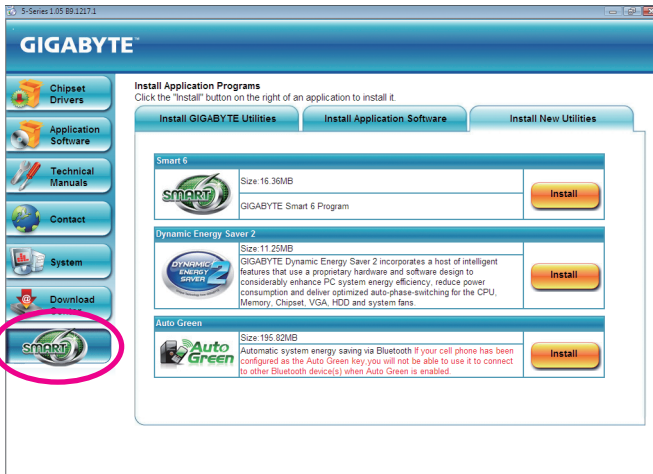 5-Series 1.05 B9.1217.1
GIGABYTE™
Chipset
Drivers
Application
Software
Technical
Manuals
Contact
System
Download
SMART 6
Install Application Programs
Click the "Install" button on the right of an application to install it.
Install GIGABYTE Utilities
Install Application Software
Install New Utilities
Smart 6
SMART 6
Size:16.36MB
GIGABYTE Smart 6 Program
Install
Dynamic Energy Saver 2
DYNAMIC
ENERGY
SAVER 2
Size:11.25MB
GIGABYTE Dynamic Energy Saver 2 incorporates a host of intelligent
features that use a proprietary hardware and software design to
considerably enhance PC system energy efficiency, reduce power
consumption and deliver optimized auto-phase-switching for the CPU,
Memory, Chipset, VGA, HDD and system fans.
Install
Auto Green
Auto
Green
Size:195.82MB
Automatic system energy saving via Bluetooth If your cell phone has been
configured as the Auto Green key,you will not be able to use it to connect
to other Bluetooth device(s) when Auto Green is enabled
Install